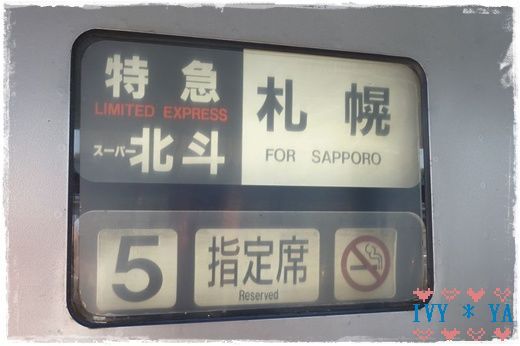 特急
LIMITED EXPRESS
スーパー北斗
札幌
FOR SAPPORO
5
指定席
Reserved
IVY * YA